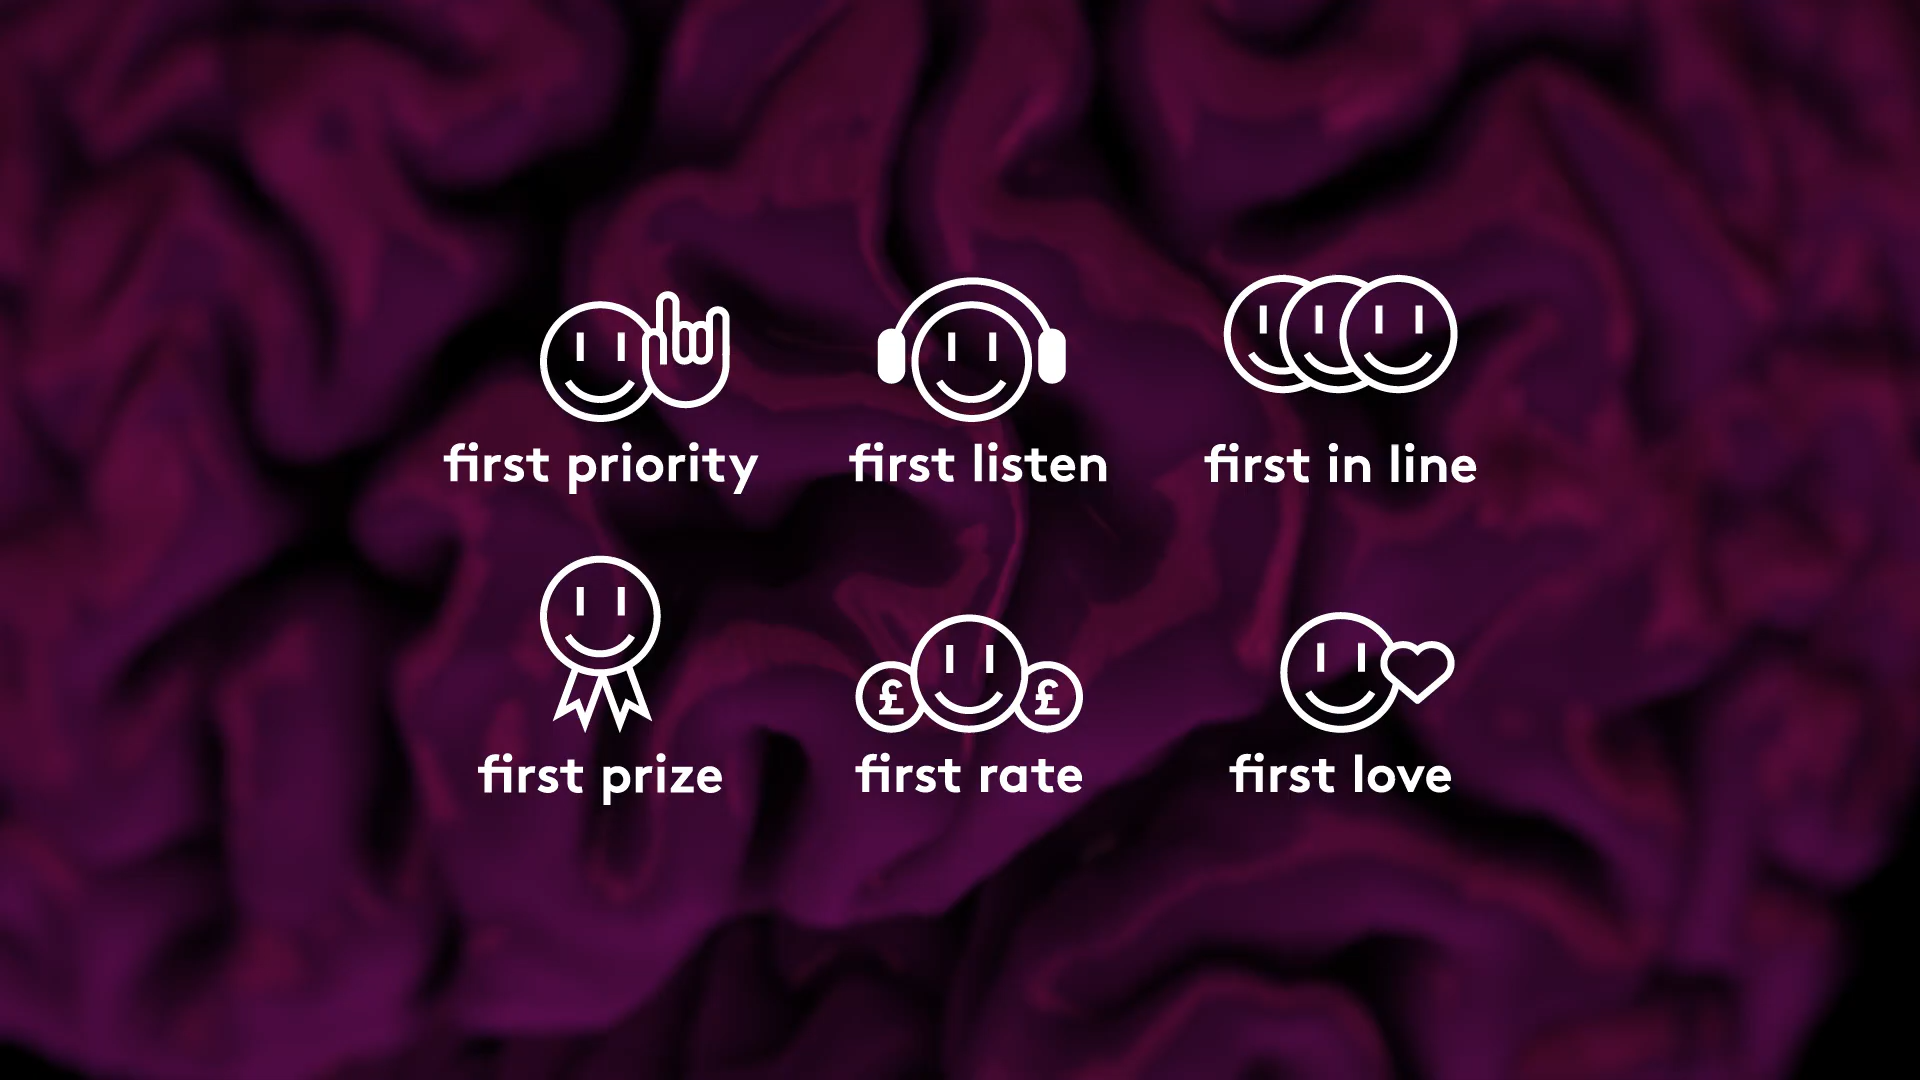 first priority
first listen
first in line
£ £
first prize
first rate
first love